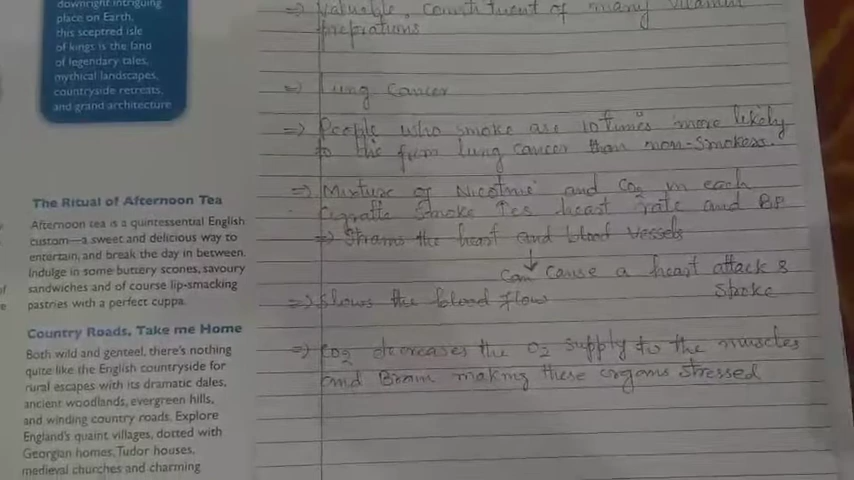 downright intriguing
place on Earth,
this sceptred isle
of kings is the land
of legendary tales,
mythical landscapes,
countryside retreats,
and grand architecture
The Ritual of Afternoon Tea
Afternoon tea is a quintessential English
custom—a sweet and delicious way to
entertain, and break the day in between.
Indulge in some buttery scones, savoury
sandwiches and of course lip-smacking
pastries with a perfect cuppa.
Country Roads, Take me Home
Both wild and genteel, there's nothing
quite like the English countryside for
rural escapes with its dramatic dales,
ancient woodlands, evergreen hills,
and winding country roads. Explore
England's quaint villages, dotted with
Georgian homes, Tudor houses,
medieval churches and charming
⇒ Valuable, constituent of many vitamin
preparations
⇒ Lung cancer
⇒ People who smoke are 10 times more likely
to die from lung cancer than non-smokers.
⇒ Mixture of Nicotine and CO2 in each
cigratte smoke ↑es heart rate and BP
⇒ Strains the heart and blood vessels
↓
can cause a heart attack &
stroke
⇒ Slows the blood flow
⇒ CO2 decreases the O2 supply to the muscles
and Brain making these organs stressed